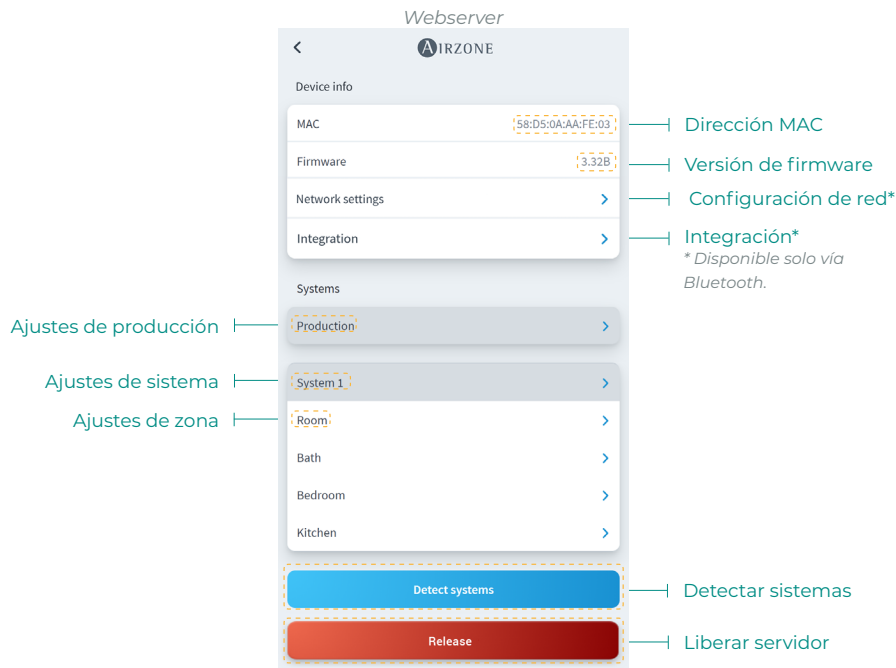 Webserver
AIRZONE
Device info
MAC 58:D5:0A:AA:FE:03
Dirección MAC
Firmware 3.32B
Versión de firmware
Network settings
Configuración de red*
Integration
Integración*
* Disponible solo vía
Bluetooth.
Systems
Ajustes de producción
Production
Ajustes de sistema
System 1
Ajustes de zona
Room
Bath
Bedroom
Kitchen
Detect systems
Detectar sistemas
Release
Liberar servidor